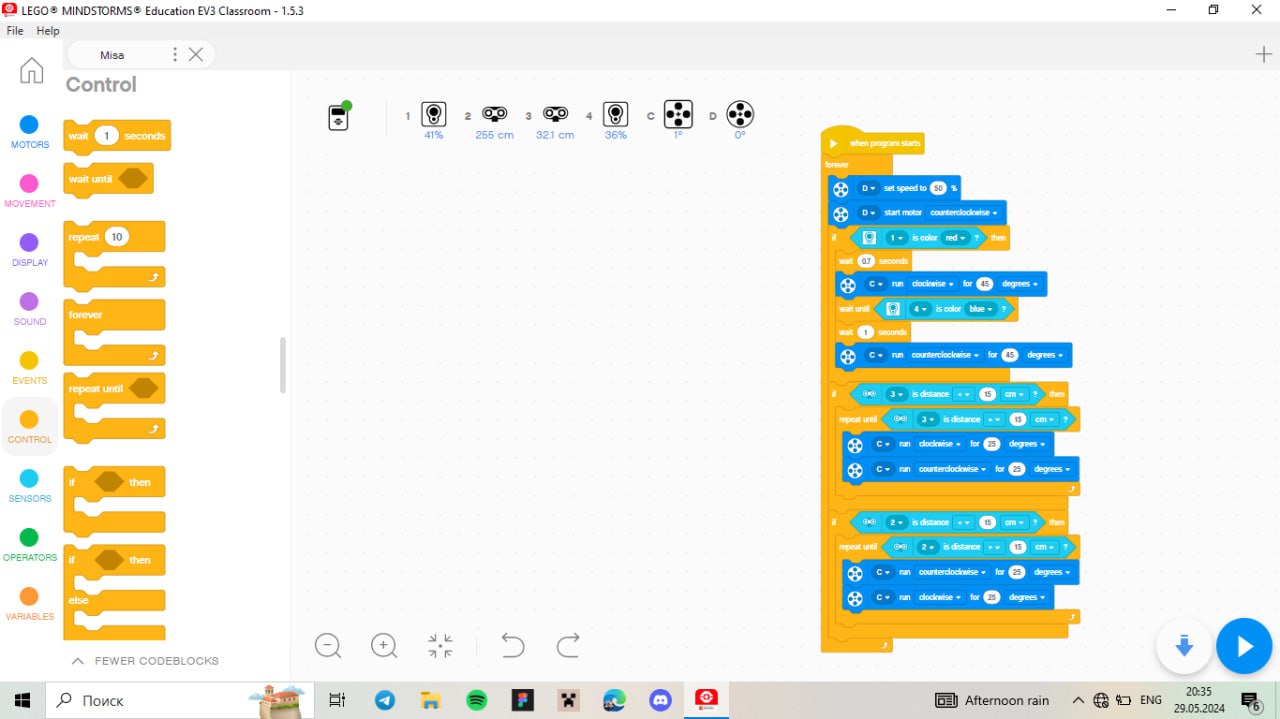 LEGO® MINDSTORMS® Education EV3 Classroom - 1.5.3
File Help
Misa
Control
MOTORS
MOVEMENT
DISPLAY
SOUND
EVENTS
CONTROL
SENSORS
OPERATORS
VARIABLES
wait 1 seconds
wait until
repeat 10
forever
repeat until
if then
if then
else
FEWER CODEBLOCKS
1 2 3 4 C D
41% 255 cm 32.1 cm 36% 1° 0°
when program starts
forever
D set speed to 50 %
D start motor counterclockwise
if 1 is color red ? then
wait 0.7 seconds
C run clockwise for 45 degrees
wait until 4 is color blue ?
wait 1 seconds
C run counterclockwise for 45 degrees
if 3 is distance 15 cm ? then
repeat until 3 is distance 15 cm ?
C run clockwise for 25 degrees
C run counterclockwise for 25 degrees
if 2 is distance 15 cm ? then
repeat until 2 is distance 15 cm ?
C run counterclockwise for 25 degrees
C run clockwise for 25 degrees
Поиск
Afternoon rain
ENG
20:35
29.05.2024
6